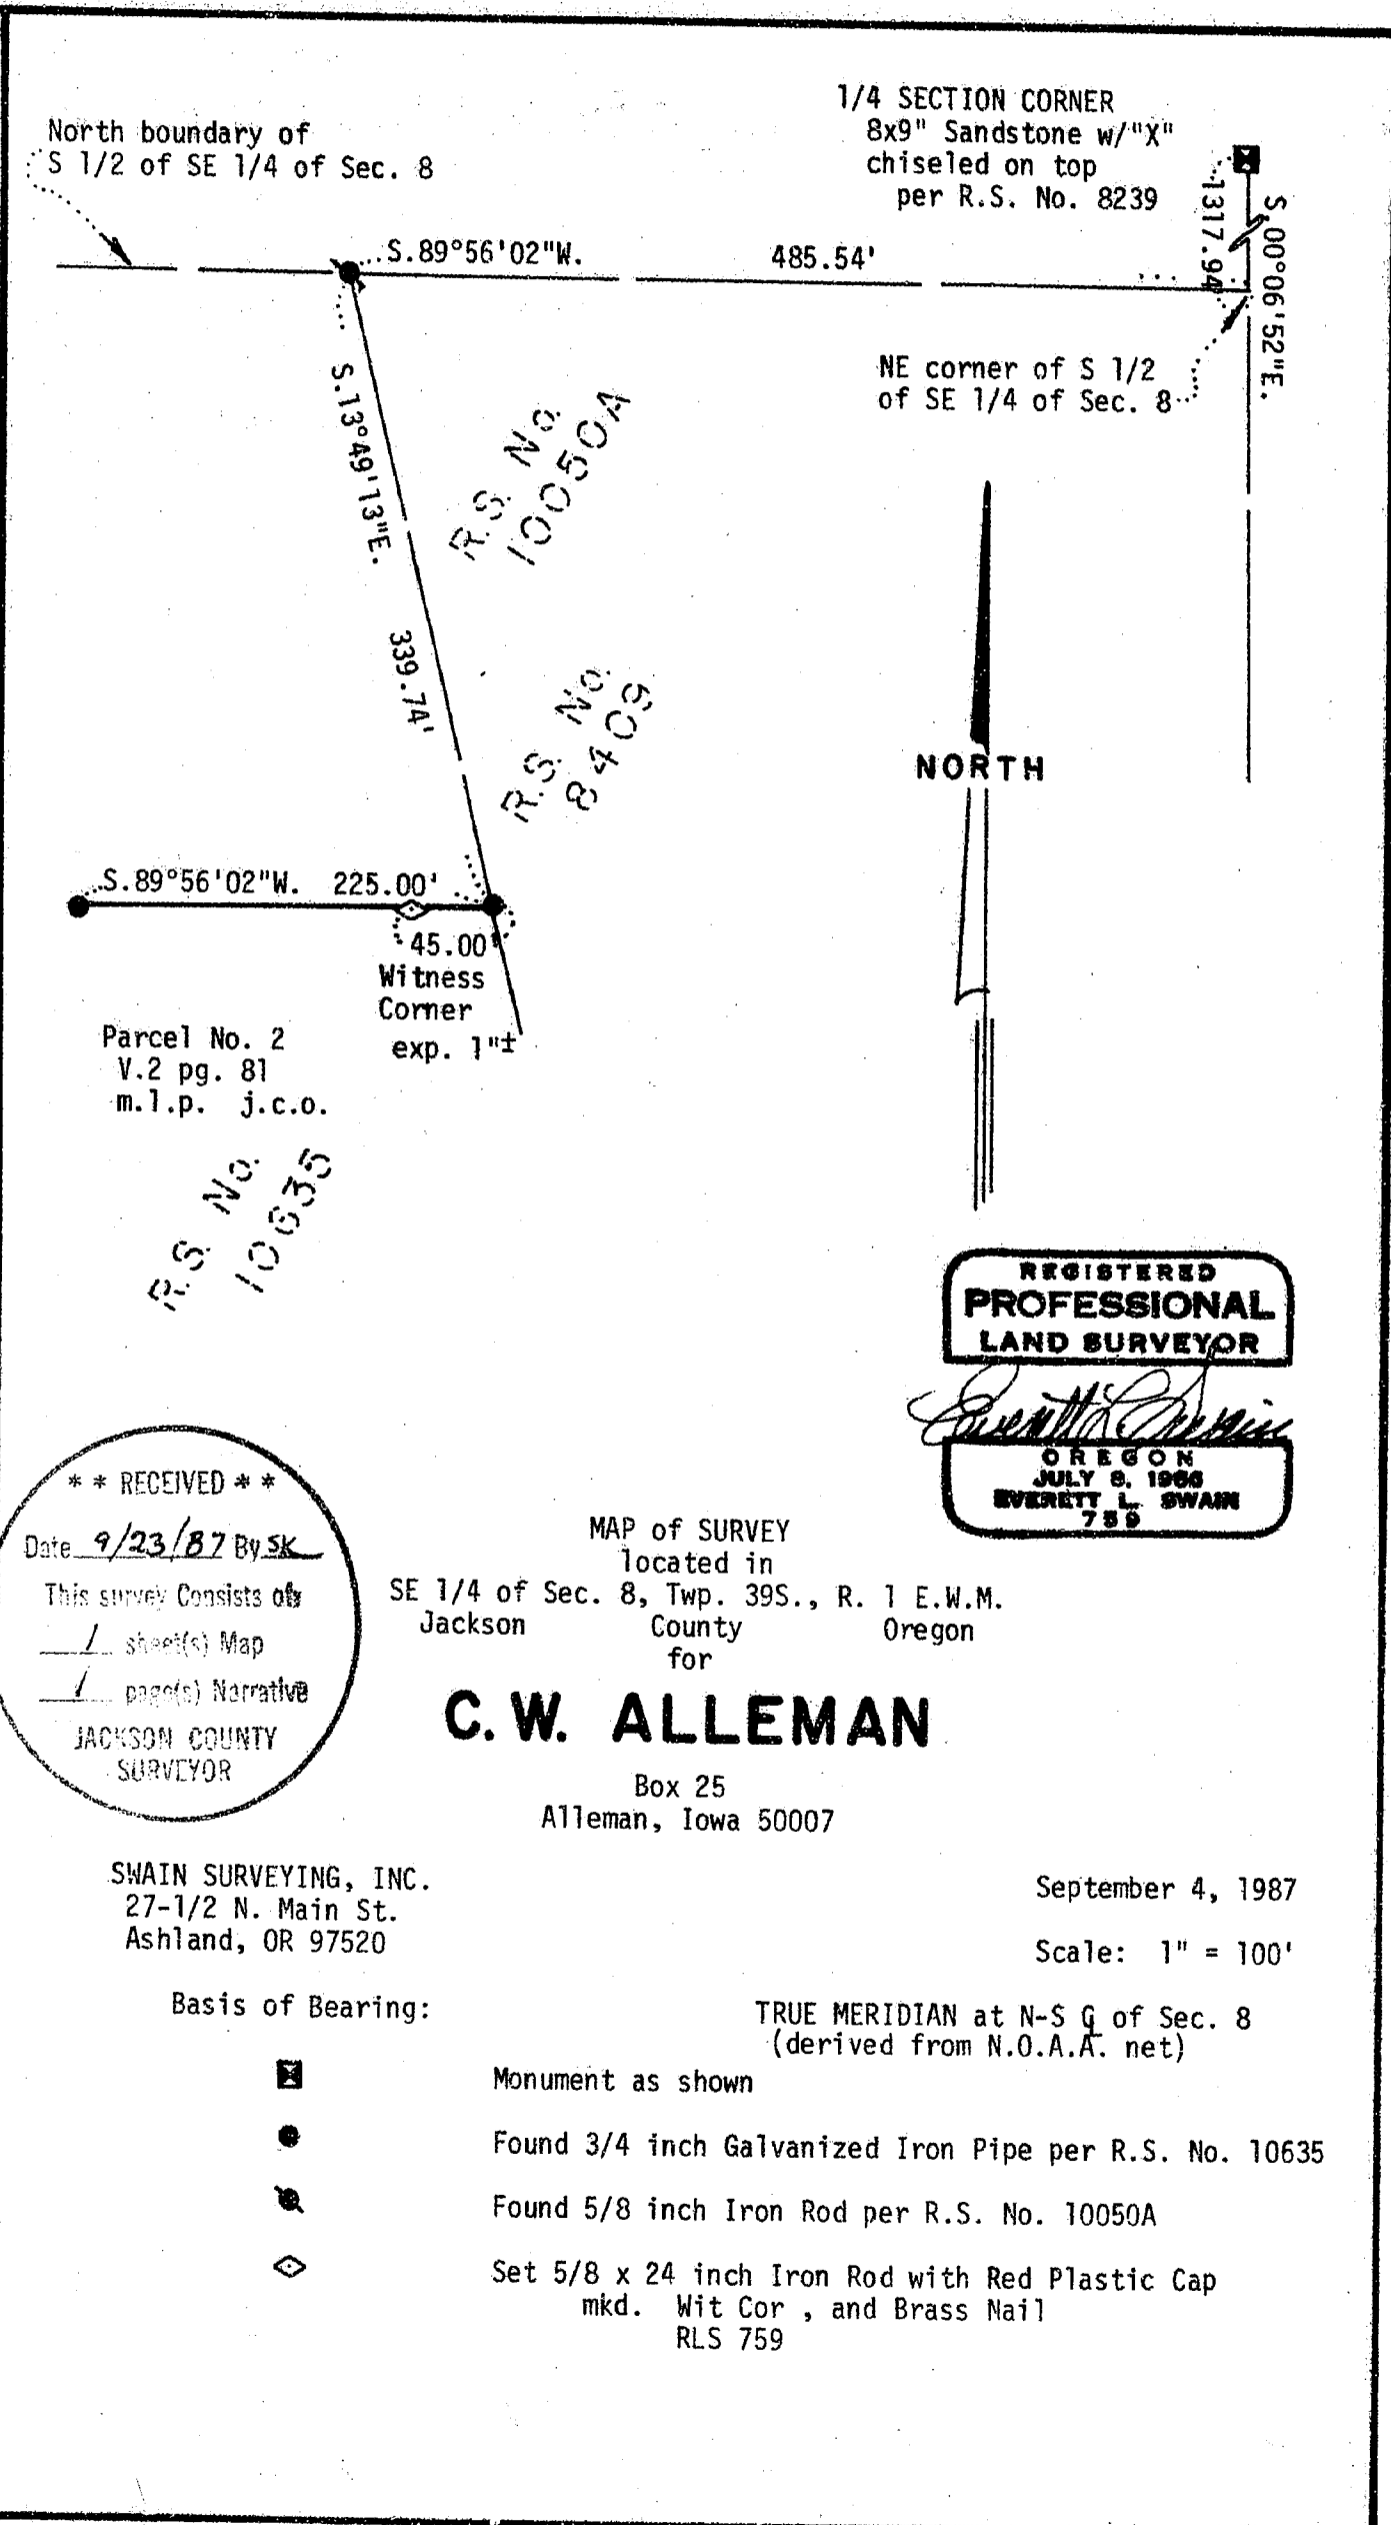 1/4 SECTION CORNER
8x9" Sandstone w/"X"
chiseled on top
per R.S. No. 8239
North boundary of
S 1/2 of SE 1/4 of Sec. 8
S.89°56'02"W. 485.54'
1317.94'
S.00°06'52"E.
NE corner of S 1/2
of SE 1/4 of Sec. 8
S.13°49'13"E. 339.74'
R.S. No.
10050A
R.S. No.
8409
NORTH
S.89°56'02"W. 225.00'
45.00'
Witness
Corner
exp. 1"±
Parcel No. 2
V.2 pg. 81
m.l.p. j.c.o.
R.S. No.
10635
REGISTERED
PROFESSIONAL
LAND SURVEYOR
Everett L. Swain
OREGON
JULY 8, 1966
EVERETT L. SWAIN
759
* * RECEIVED * *
Date 9/23/87 By SK
This survey Consists of:
1 sheet(s) Map
1 page(s) Narrative
JACKSON COUNTY
SURVEYOR
MAP of SURVEY
located in
SE 1/4 of Sec. 8, Twp. 39S., R. 1 E.W.M.
Jackson County Oregon
for
C. W. ALLEMAN
Box 25
Alleman, Iowa 50007
SWAIN SURVEYING, INC.
27-1/2 N. Main St.
Ashland, OR 97520
September 4, 1987
Scale: 1" = 100'
Basis of Bearing:
TRUE MERIDIAN at N-S ℄ of Sec. 8
(derived from N.O.A.A. net)
Monument as shown
Found 3/4 inch Galvanized Iron Pipe per R.S. No. 10635
Found 5/8 inch Iron Rod per R.S. No. 10050A
Set 5/8 x 24 inch Iron Rod with Red Plastic Cap
mkd. Wit Cor , and Brass Nail
RLS 759